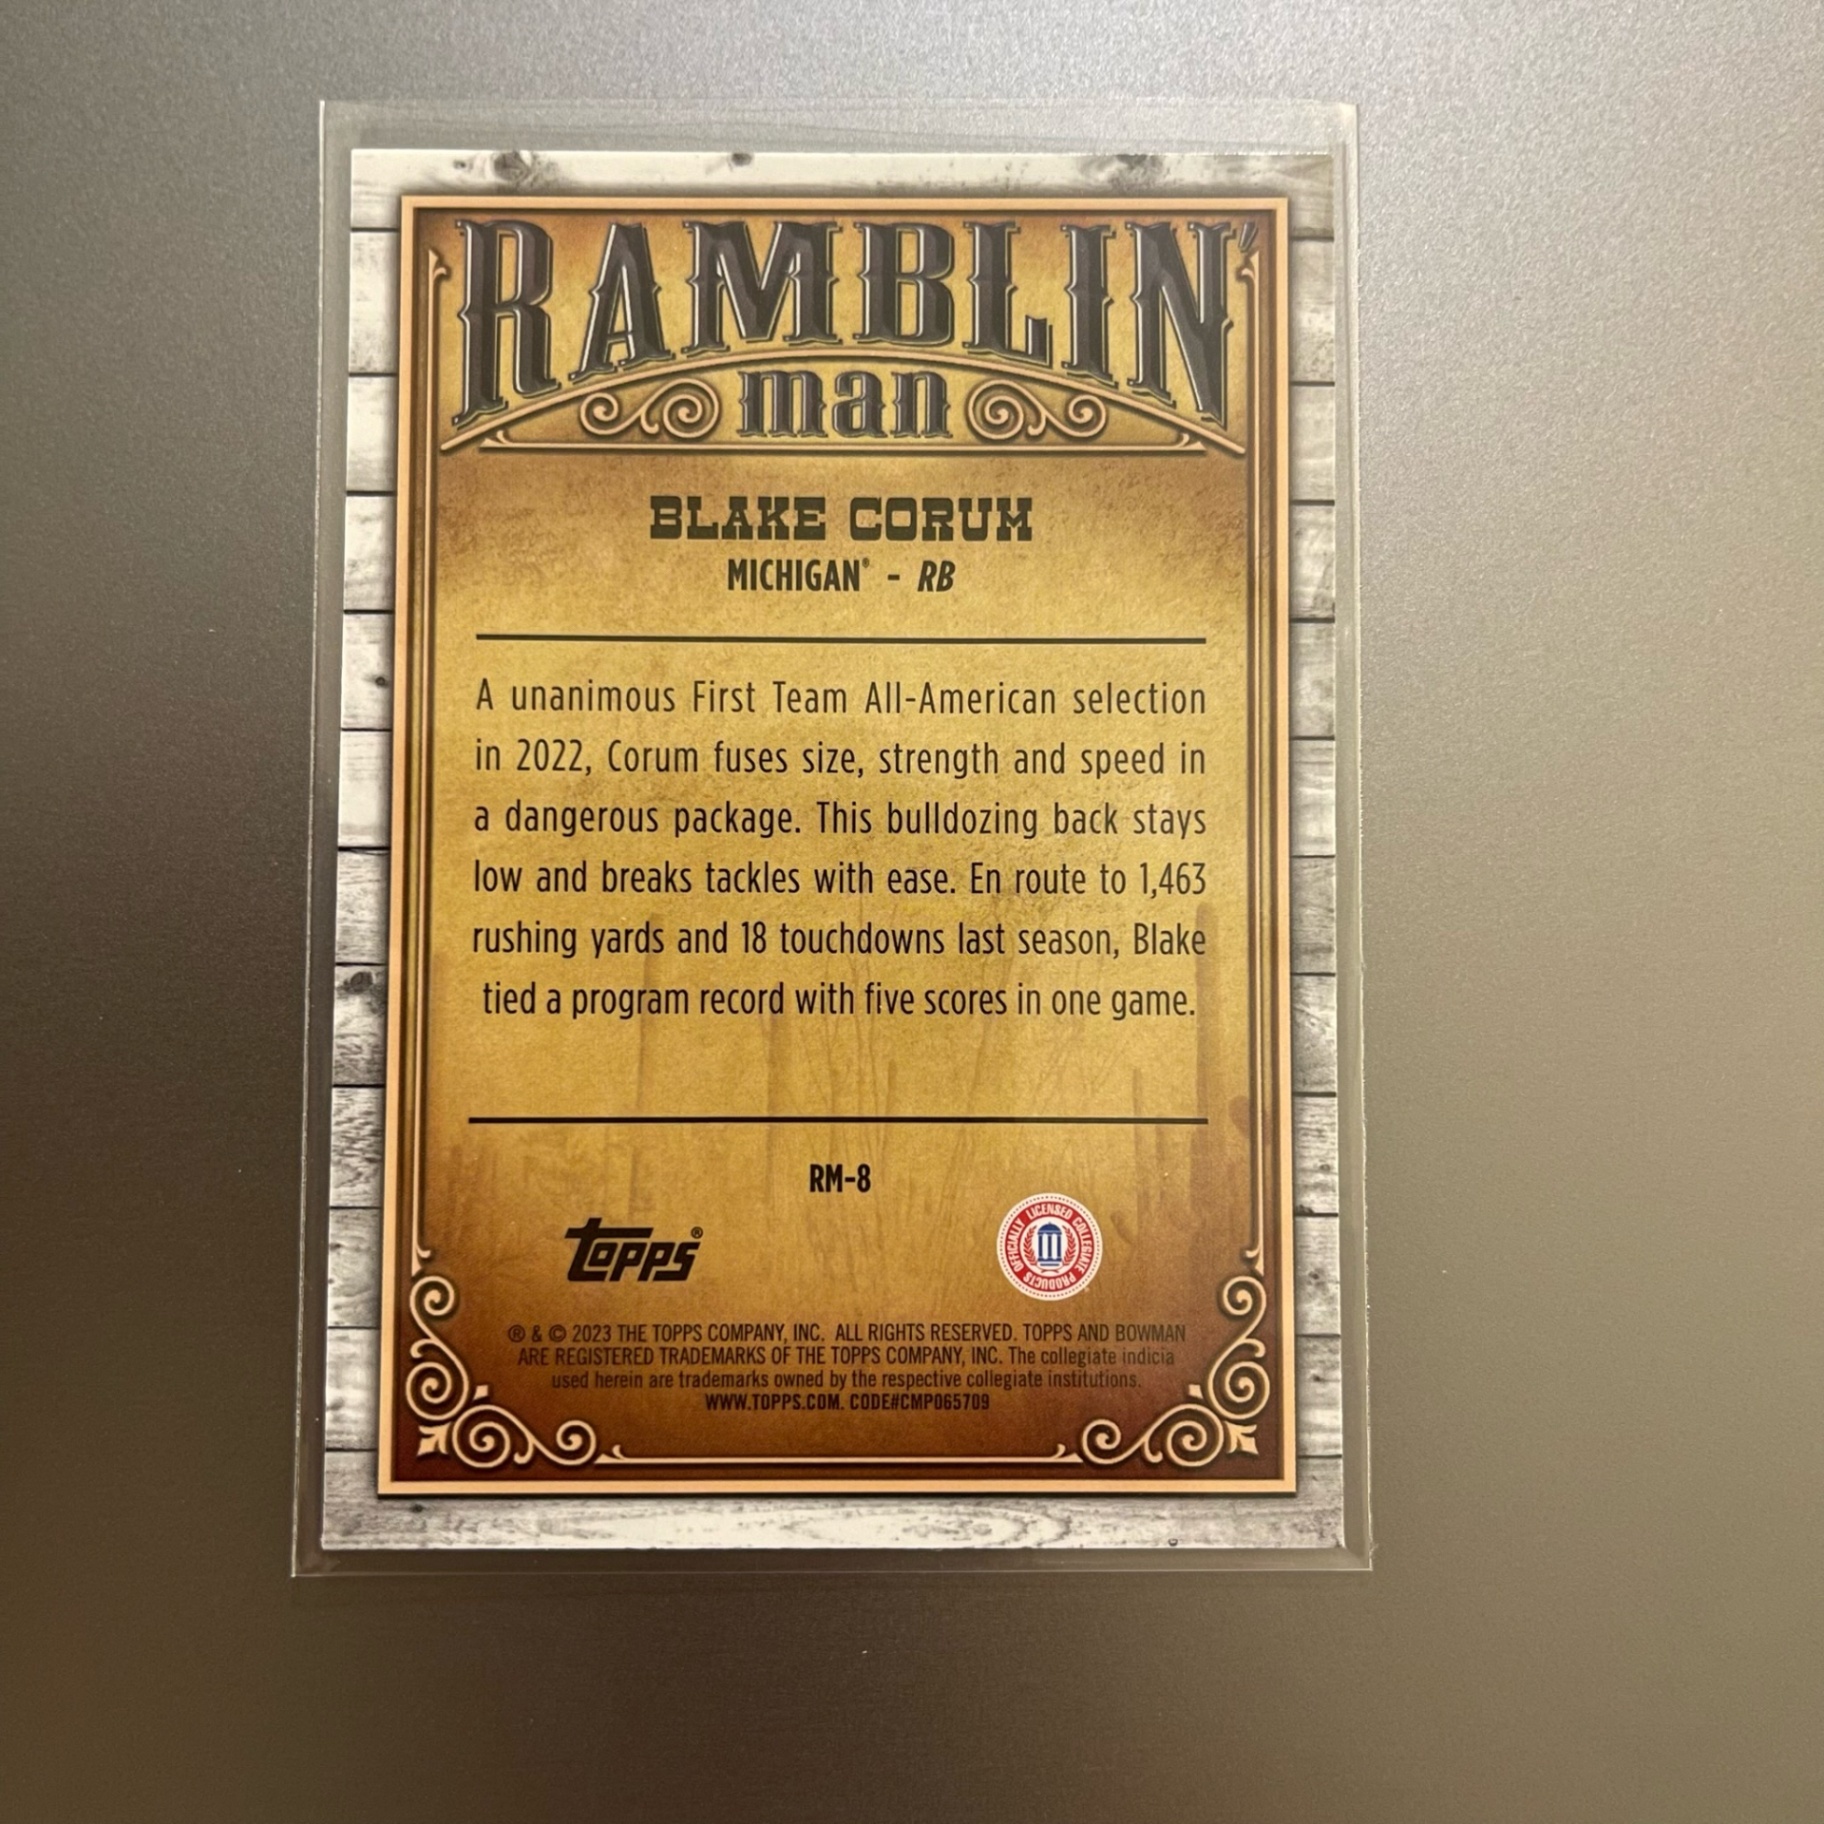 RAMBLIN'
man
BLAKE CORUM
MICHIGAN® - RB
A unanimous First Team All-American selection
in 2022, Corum fuses size, strength and speed in
a dangerous package. This bulldozing back stays
low and breaks tackles with ease. En route to 1,463
rushing yards and 18 touchdowns last season, Blake
tied a program record with five scores in one game.
RM-8
topps®
OFFICIALLY LICENSED COLLEGIATE PRODUCTS
® & © 2023 THE TOPPS COMPANY, INC. ALL RIGHTS RESERVED. TOPPS AND BOWMAN
ARE REGISTERED TRADEMARKS OF THE TOPPS COMPANY, INC. The collegiate indicia
used herein are trademarks owned by the respective collegiate institutions.
WWW.TOPPS.COM. CODE#CMP065709